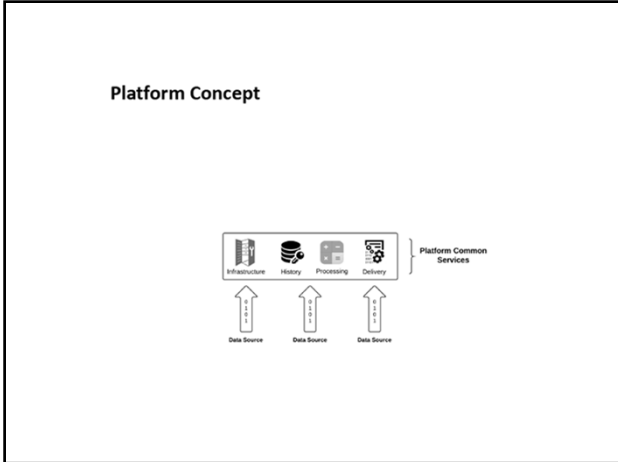 Platform Concept
Infrastructure History Processing Delivery
Platform Common
Services
0 0 0
1 1 1
0 0 0
1 1 1
Data Source Data Source Data Source